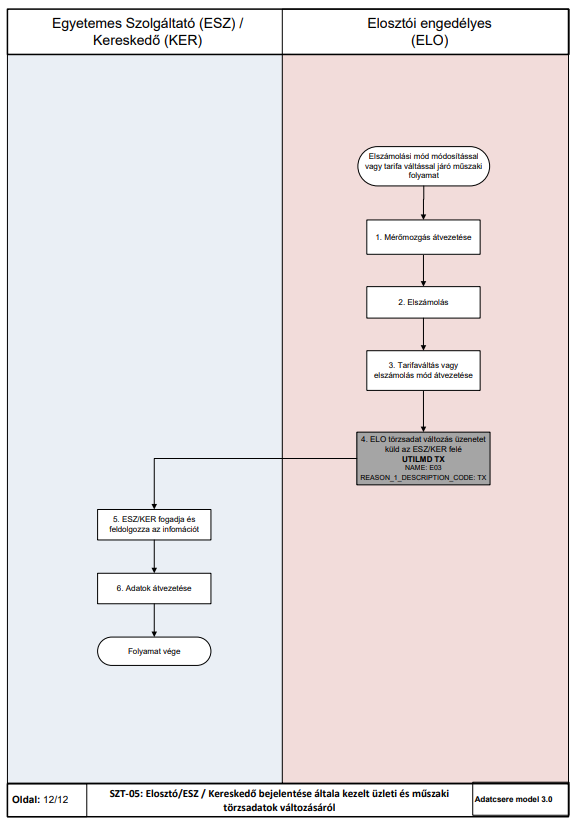 Egyetemes Szolgáltató (ESZ) /
Kereskedő (KER)
Elosztói engedélyes
(ELO)
Elszámolási mód módosítással
vagy tarifa váltással járó műszaki
folyamat
1. Mérőmozgás átvezetése
2. Elszámolás
3. Tarifaváltás vagy
elszámolás mód átvezetése
4. ELO törzsadat változás üzenetet
küld az ESZ/KER felé
UTILMD TX
NAME: E03
REASON_1_DESCRIPTION_CODE: TX
5. ESZ/KER fogadja és
feldolgozza az infomációt
6. Adatok átvezetése
Folyamat vége
Oldal: 12/12
SZT-05: Elosztó/ESZ / Kereskedő bejelentése általa kezelt üzleti és műszaki
törzsadatok változásáról
Adatcsere model 3.0